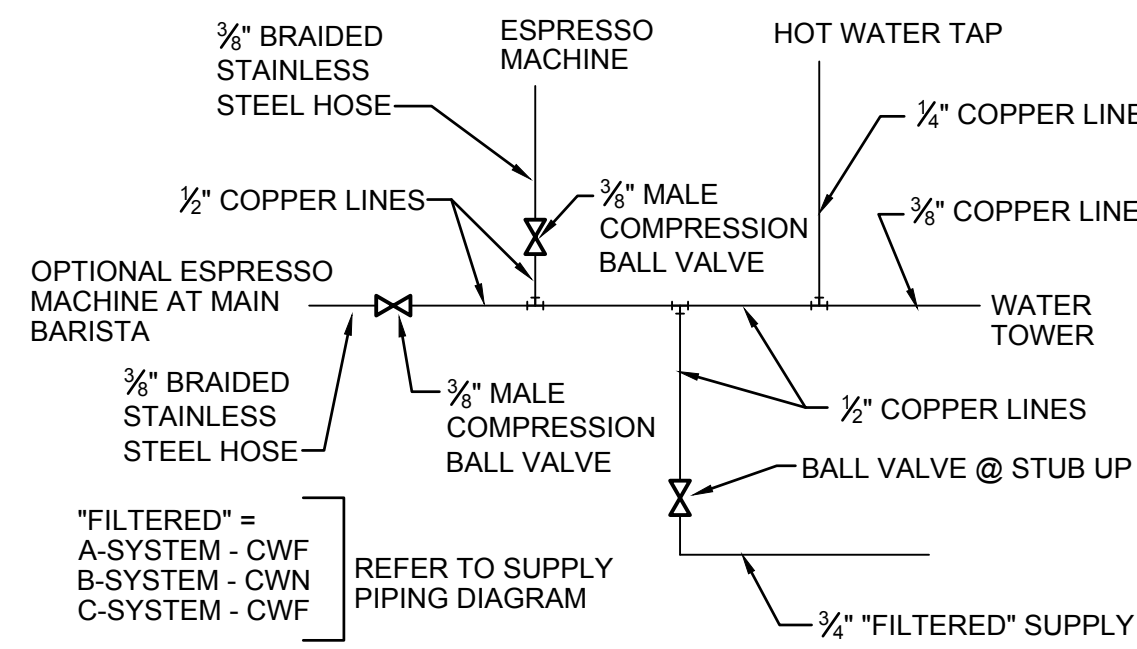 ⅜" BRAIDED
STAINLESS
STEEL HOSE
ESPRESSO
MACHINE
HOT WATER TAP
¼" COPPER LINE
½" COPPER LINES
⅜" MALE
COMPRESSION
BALL VALVE
⅜" COPPER LINE
OPTIONAL ESPRESSO
MACHINE AT MAIN
BARISTA
WATER
TOWER
⅜" BRAIDED
STAINLESS
STEEL HOSE
⅜" MALE
COMPRESSION
BALL VALVE
½" COPPER LINES
BALL VALVE @ STUB UP
"FILTERED" =
A-SYSTEM - CWF
B-SYSTEM - CWN
C-SYSTEM - CWF
REFER TO SUPPLY
PIPING DIAGRAM
¾" "FILTERED" SUPPLY